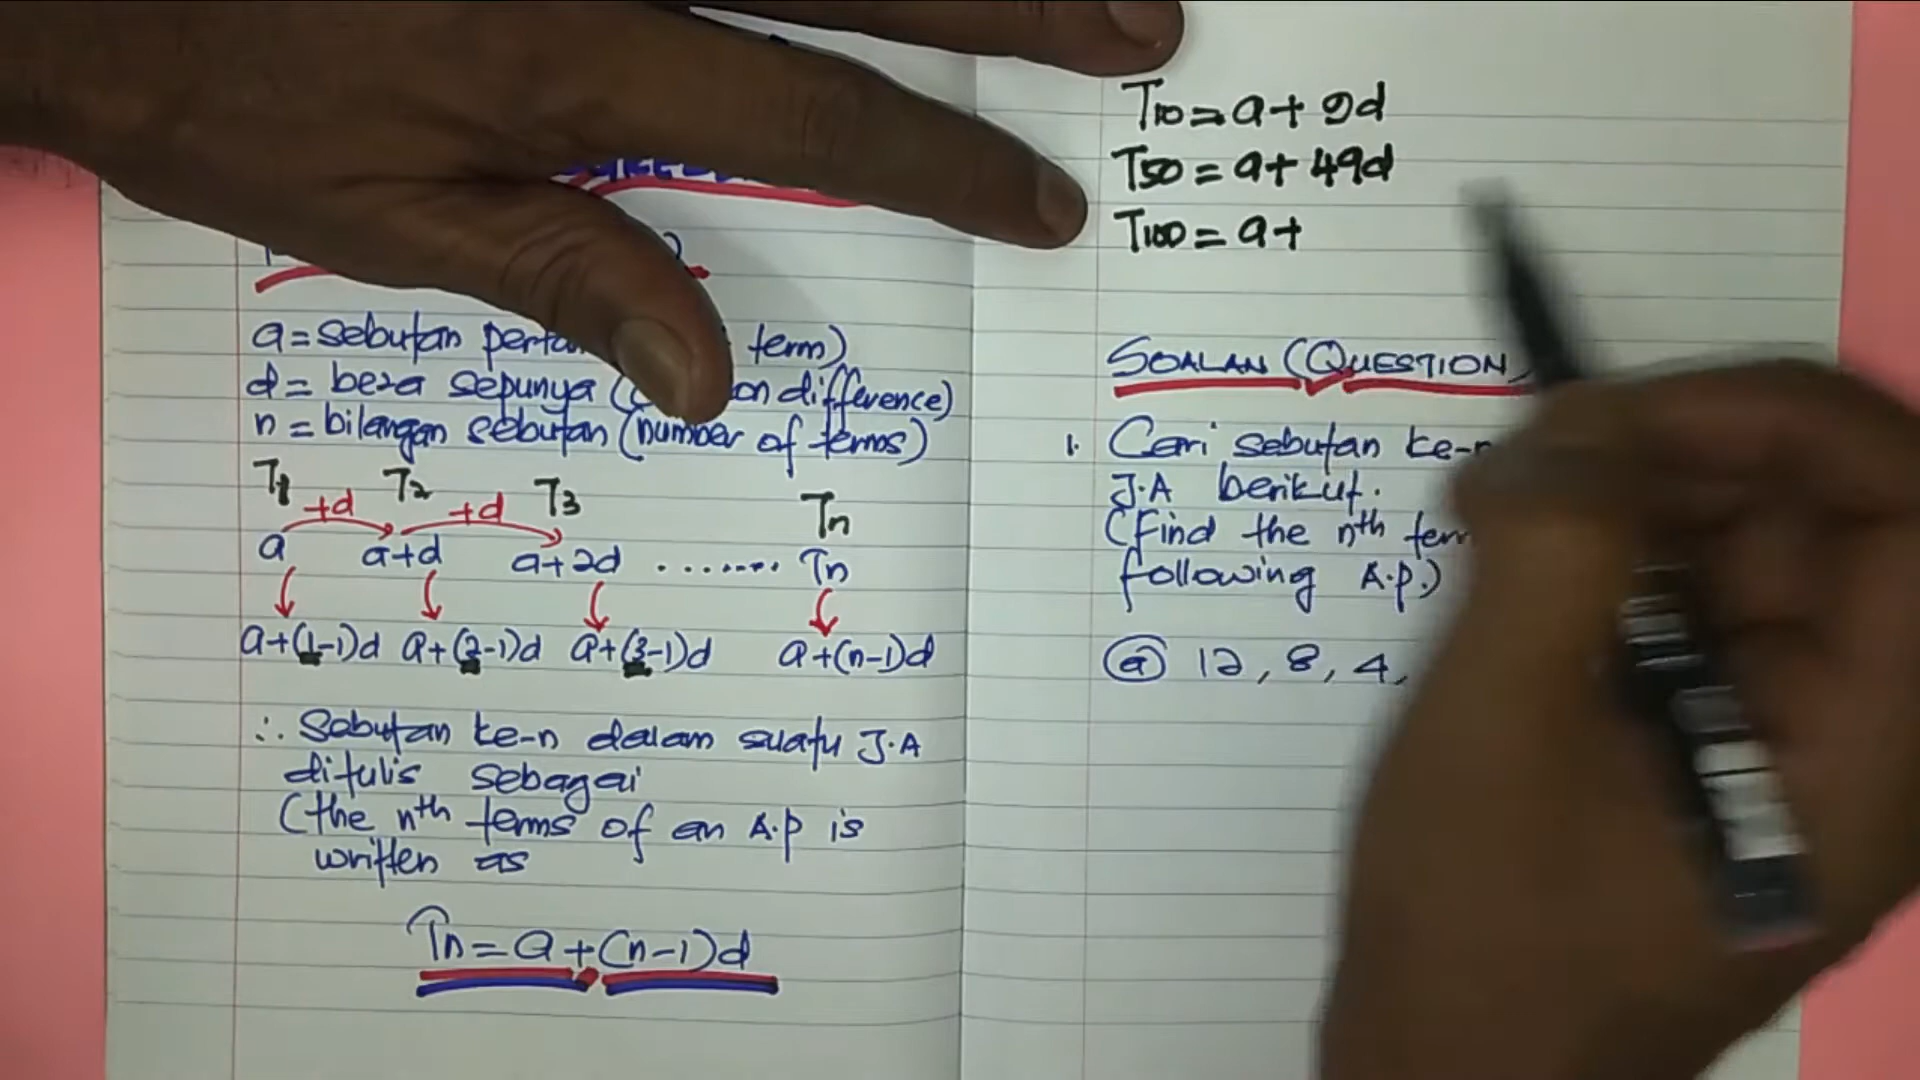 a = sebutan term)
d = beza sepunya on difference)
n = bilangan sebutan (number of terms)
T1 T2 T3 Tn
+d +d
a a+d a+2d ........ Tn
a+(1-1)d a+(2-1)d a+(3-1)d a+(n-1)d
∴ Sebutan ke-n dalam suatu J.A
ditulis sebagai
(the nth terms of an A.P is
written as
Tn = a + (n-1)d
T10 = a + 9d
T50 = a + 49d
T100 = a +
SOALAN (QUESTION)
1. Cari sebutan ke-n
J.A berikut.
(Find the nth term
following A.P.)
(a) 12, 8, 4,